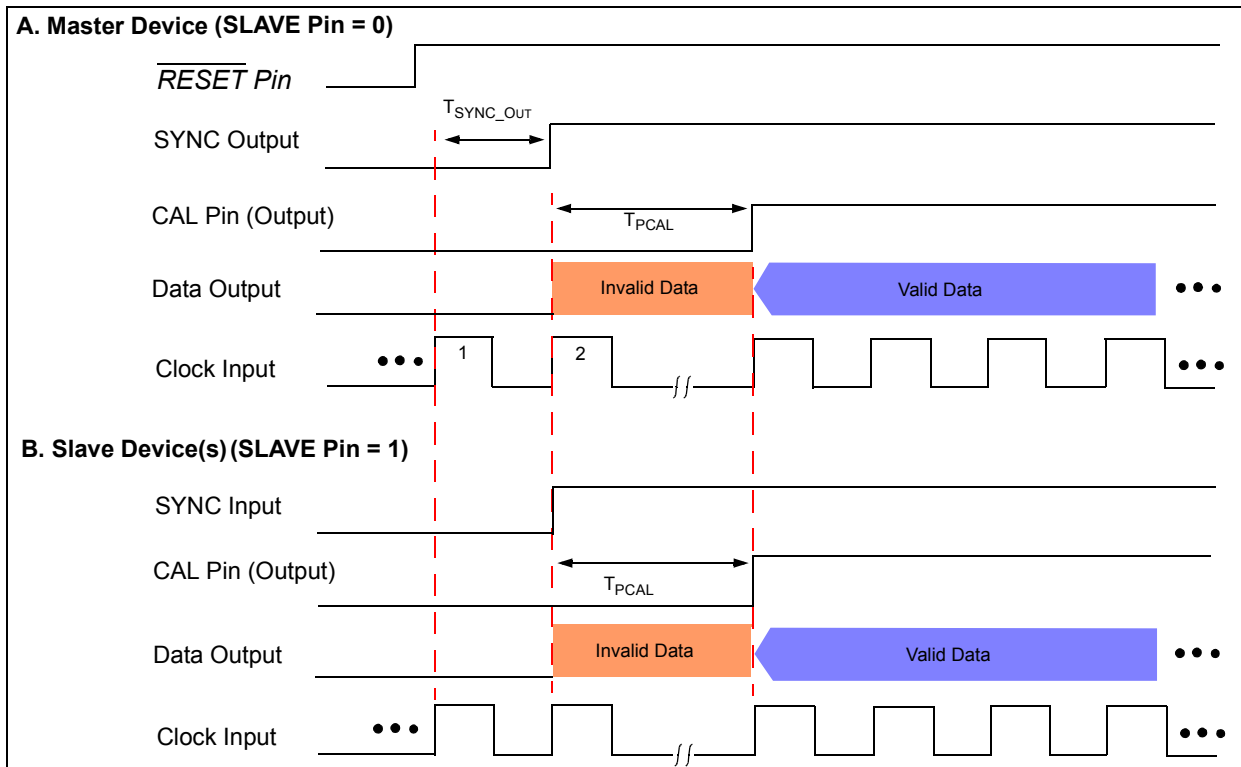 A. Master Device (SLAVE Pin = 0)
RESET Pin
TSYNC_OUT
SYNC Output
CAL Pin (Output)
TPCAL
Data Output
Invalid Data
Valid Data
•••
Clock Input
•••
1
2
•••
B. Slave Device(s) (SLAVE Pin = 1)
SYNC Input
CAL Pin (Output)
TPCAL
Data Output
Invalid Data
Valid Data
•••
Clock Input
•••
•••